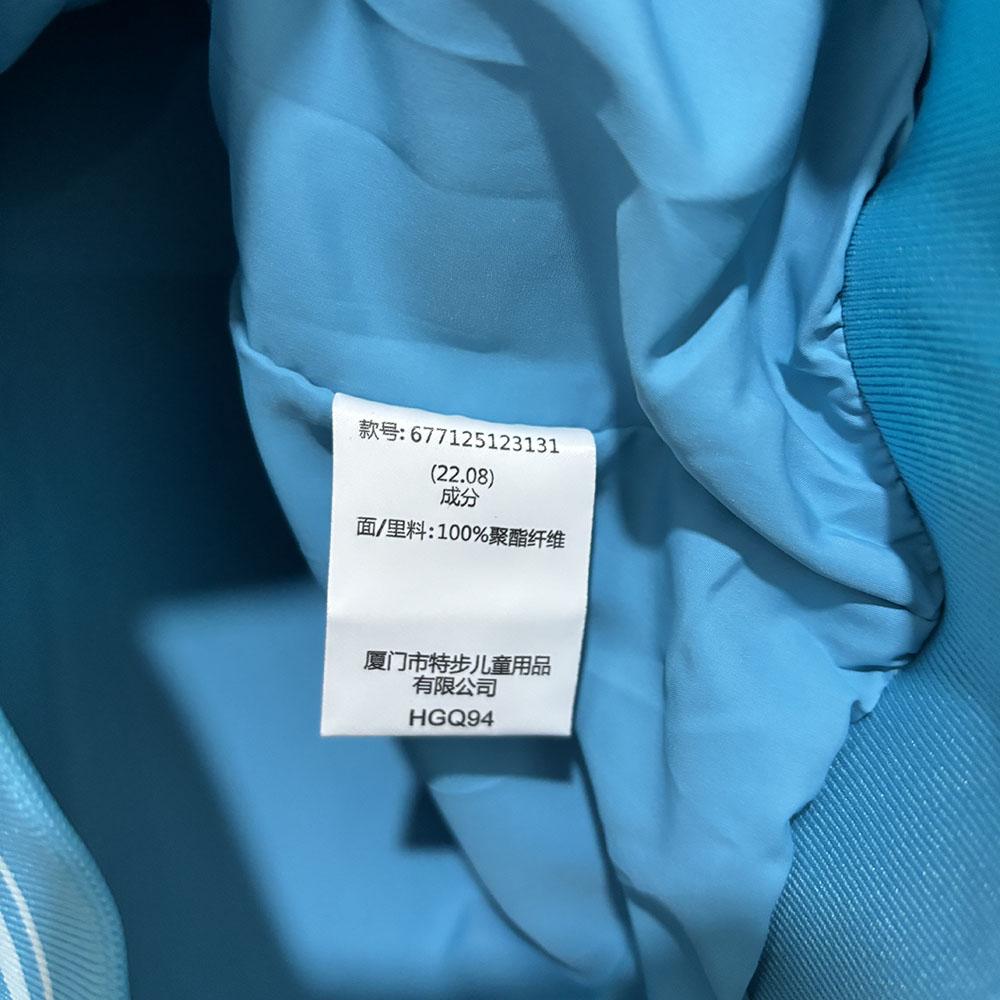 款号:677125123131
(22.08)
成分
面/里料:100%聚酯纤维
厦门市特步儿童用品
有限公司
HGQ94